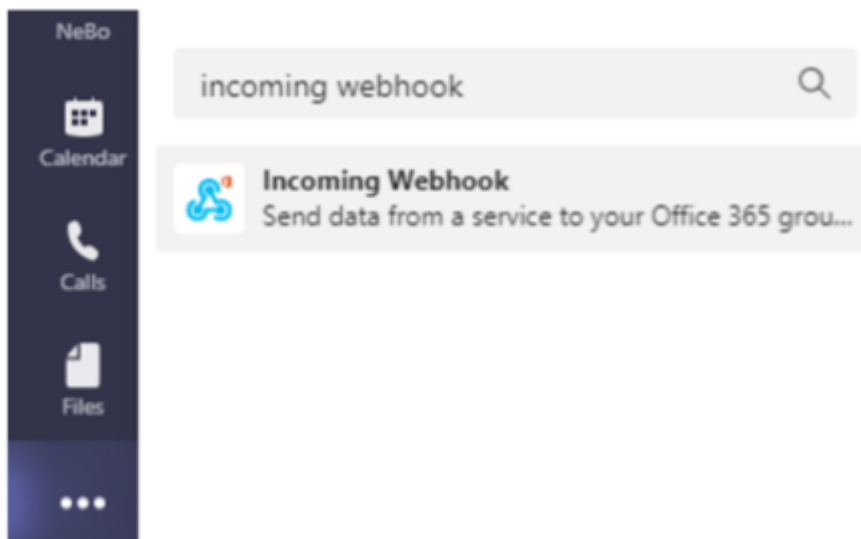 NeBo
Calendar
Calls
Files
incoming webhook
Incoming Webhook
Send data from a service to your Office 365 grou...